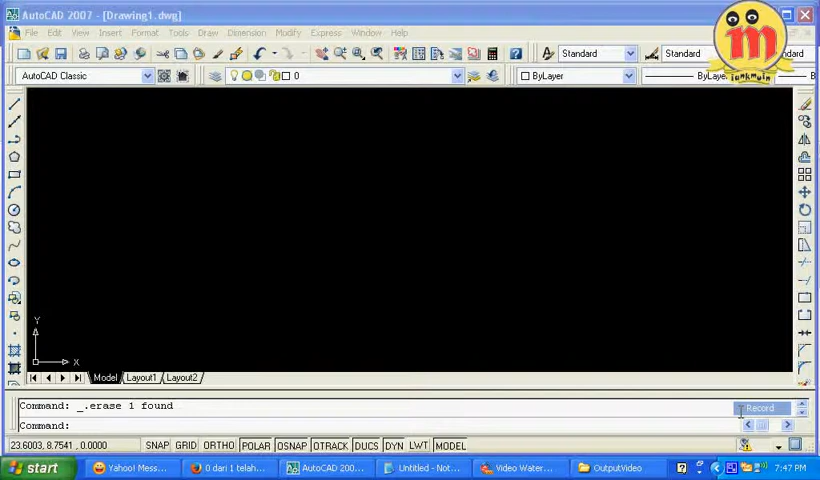 AutoCAD 2007 - [Drawing1.dwg]
File Edit View Insert Format Tools Draw Dimension Modify Express Window Help
Standard Standard ndard
AutoCAD Classic 0 ByLayer ByLayer
m
iankmuin
Y
X
Model Layout1 Layout2
Command: _.erase 1 found
Record
Command:
23.6003, 8.7541 , 0.0000 SNAP GRID ORTHO POLAR OSNAP OTRACK DUCS DYN LWT MODEL
start Yahoo! Mess... 0 dari 1 telah... AutoCAD 200... Untitled - Not... Video Water... OutputVideo 7:47 PM